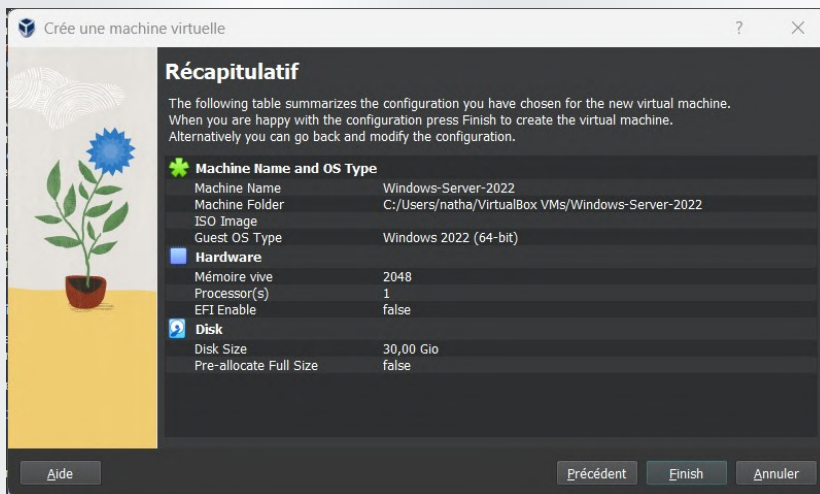 Crée une machine virtuelle
Récapitulatif
The following table summarizes the configuration you have chosen for the new virtual machine.
When you are happy with the configuration press Finish to create the virtual machine.
Alternatively you can go back and modify the configuration.
Machine Name and OS Type
Machine Name Windows-Server-2022
Machine Folder C:/Users/natha/VirtualBox VMs/Windows-Server-2022
ISO Image
Guest OS Type Windows 2022 (64-bit)
Hardware
Mémoire vive 2048
Processor(s) 1
EFI Enable false
Disk
Disk Size 30,00 Gio
Pre-allocate Full Size false
Aide Précédent Finish Annuler